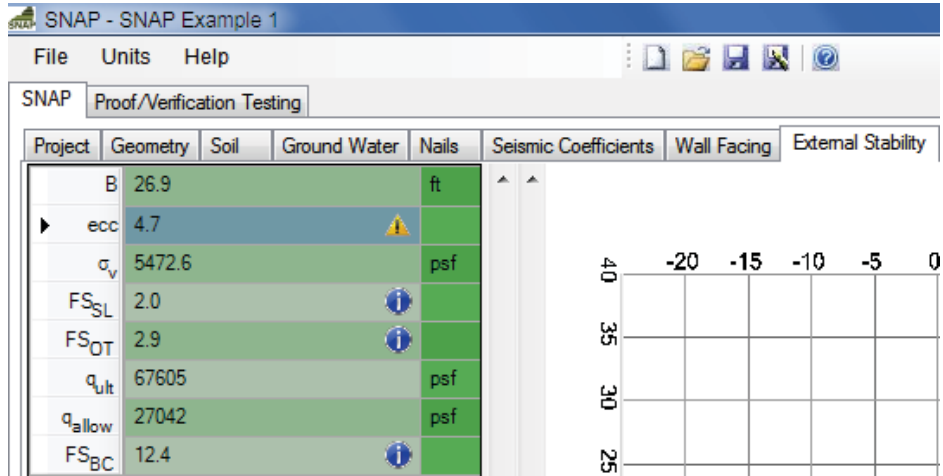 SNAP SNAP - SNAP Example 1
File Units Help
SNAP Proof/Verification Testing
Project Geometry Soil Ground Water Nails Seismic Coefficients Wall Facing External Stability
B 26.9 ft
ecc 4.7
σv 5472.6 psf
FSSL 2.0
FSOT 2.9
qult 67605 psf
qallow 27042 psf
FSBC 12.4
-20 -15 -10 -5 0
40
35
30
25